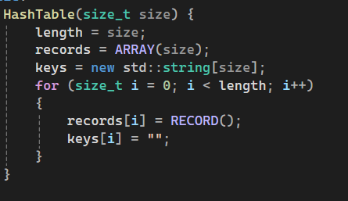 HashTable(size_t size) {
length = size;
records = ARRAY(size);
keys = new std::string[size];
for (size_t i = 0; i < length; i++)
{
records[i] = RECORD();
keys[i] = "";
}
}